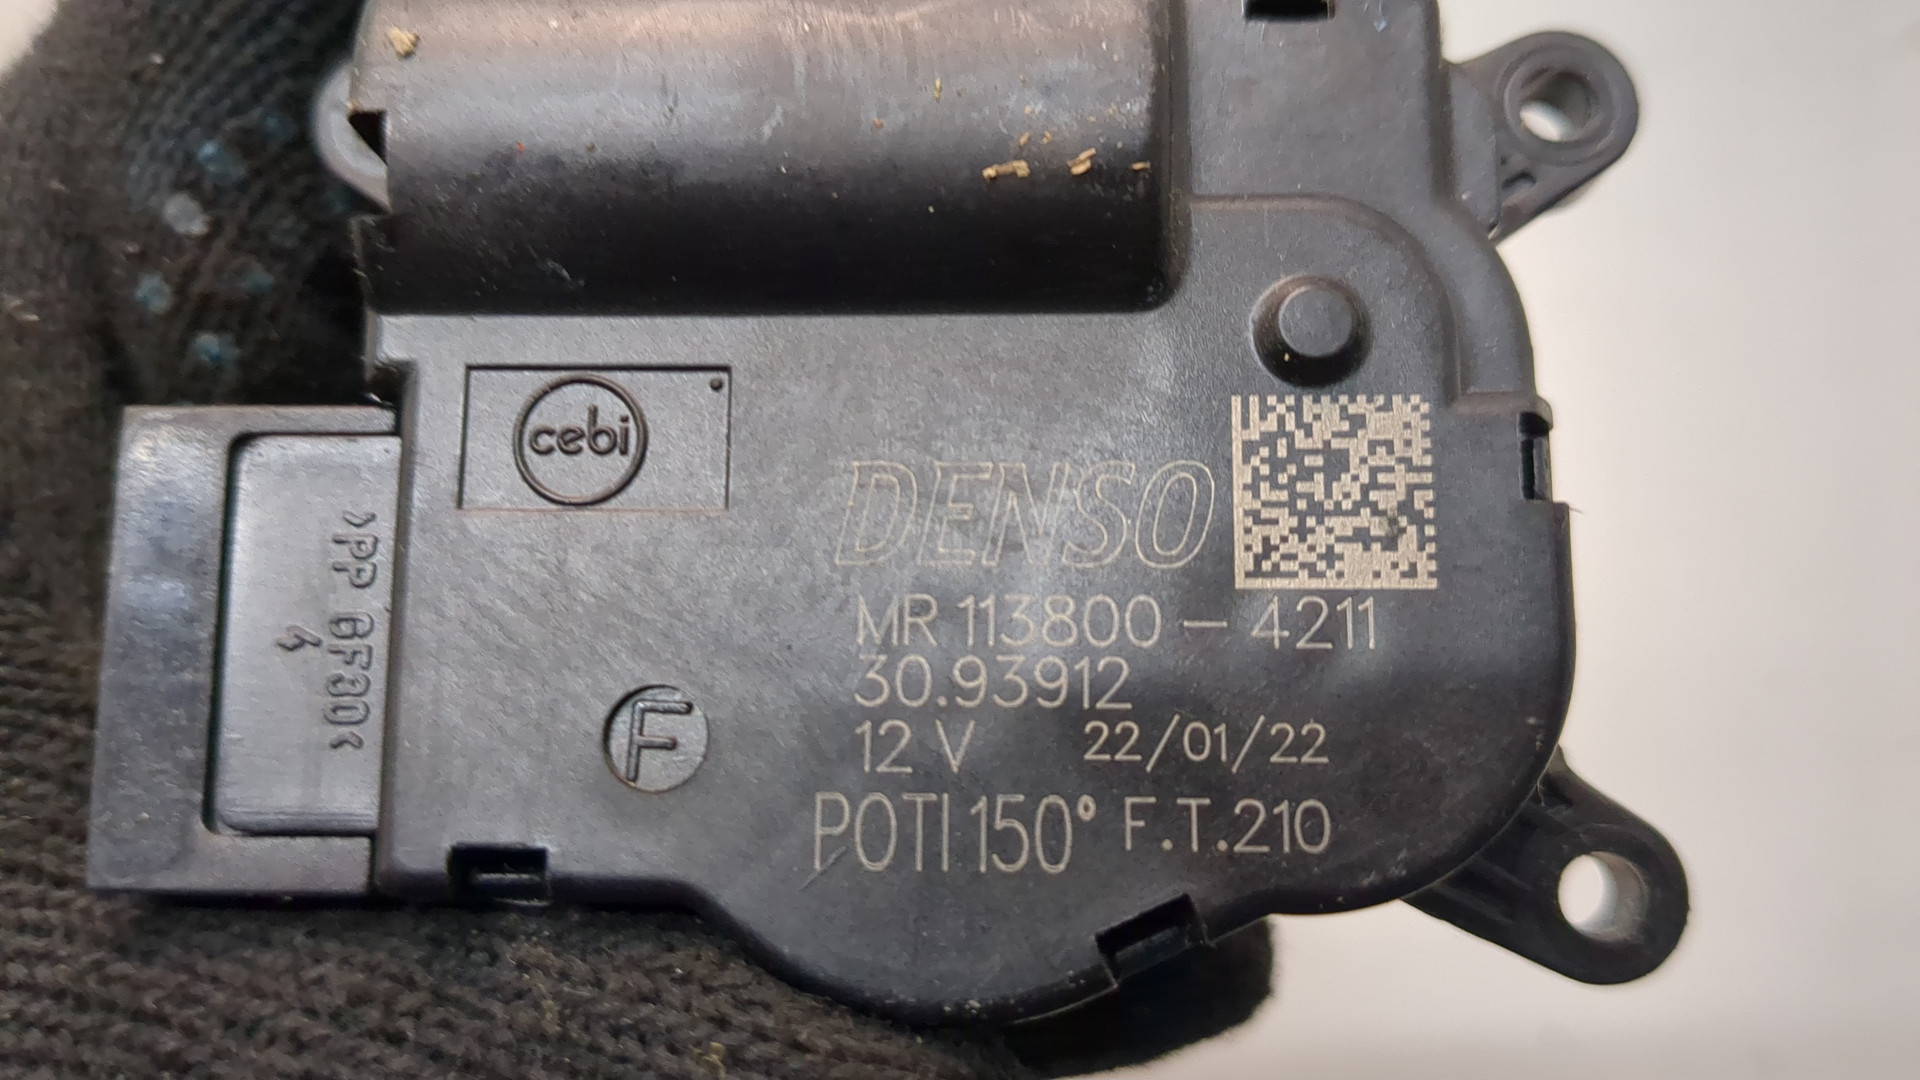 cebi
DENSO
MR 113800 - 4211
30.93912
12 V 22/01/22
POTI 150° F.T.210
F
>PP GF30<